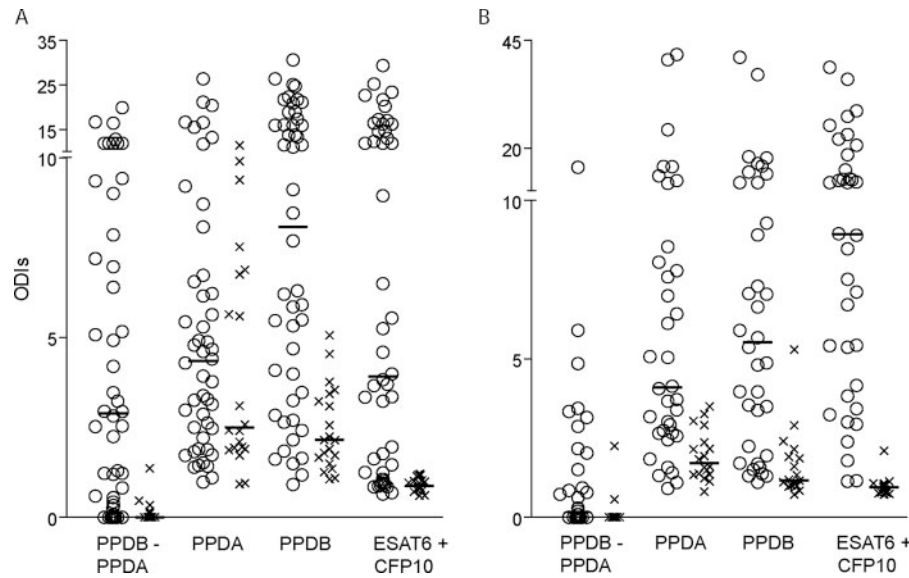 A
B
35
25
15
10
5
0
ODIs
PPDB -
PPDA
PPDA
PPDB
ESAT6 +
CFP10
45
20
10
5
0
PPDB -
PPDA
PPDA
PPDB
ESAT6 +
CFP10